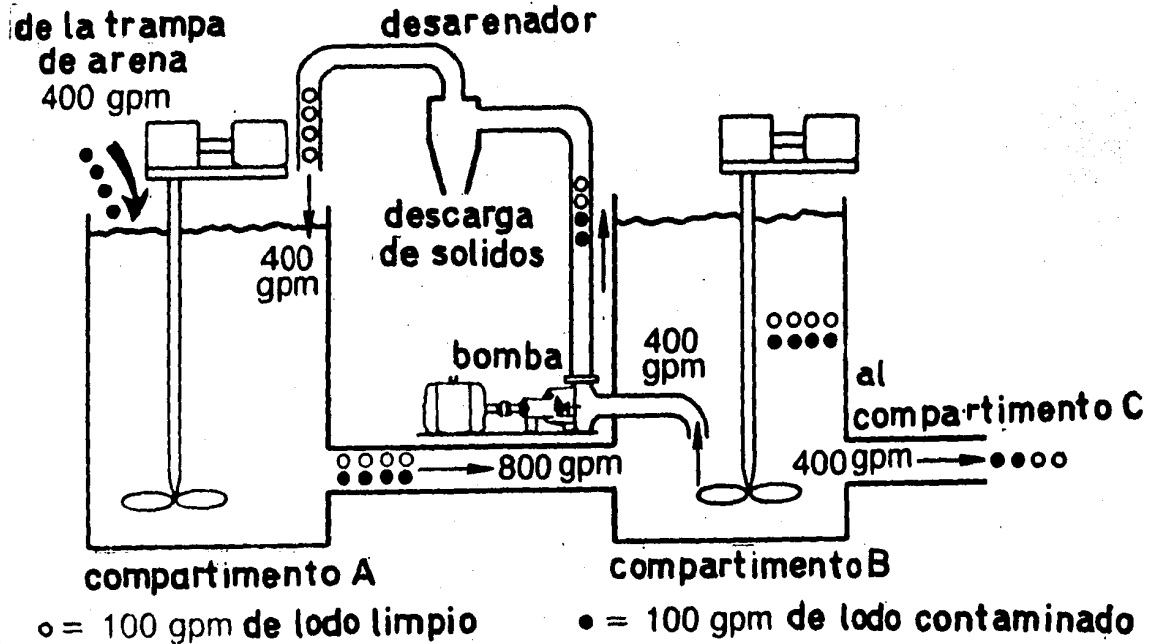 de la trampa
de arena
400 gpm
desarenador
descarga
de solidos
400
gpm
bomba
400
gpm
al
compartimento C
800 gpm
400 gpm
compartimento A
compartimento B
o = 100 gpm de lodo limpio
● = 100 gpm de lodo contaminado